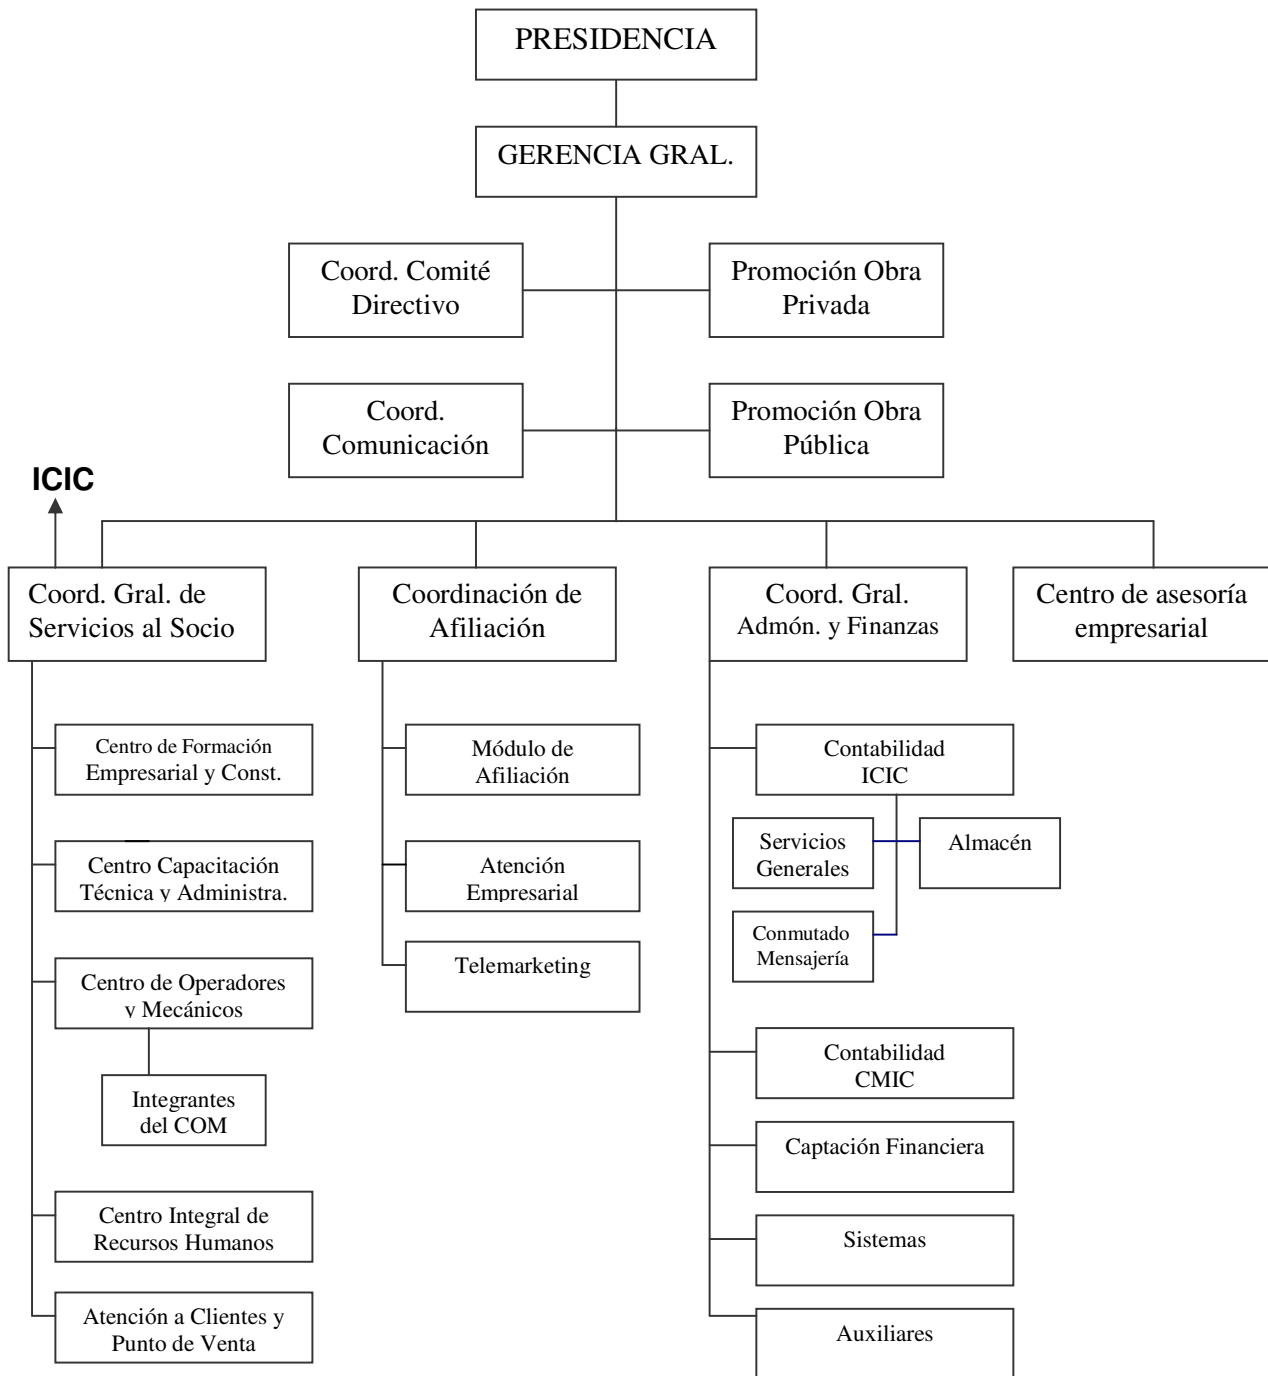 PRESIDENCIA
GERENCIA GRAL.
Coord. Comité
Directivo
Promoción Obra
Privada
Coord.
Comunicación
Promoción Obra
Pública
ICIC
Coord. Gral. de
Servicios al Socio
Coordinación de
Afiliación
Coord. Gral.
Admón. y Finanzas
Centro de asesoría
empresarial
Centro de Formación
Empresarial y Const.
Centro Capacitación
Técnica y Administra.
Centro de Operadores
y Mecánicos
Integrantes
del COM
Centro Integral de
Recursos Humanos
Atención a Clientes y
Punto de Venta
Módulo de
Afiliación
Atención
Empresarial
Telemarketing
Contabilidad
ICIC
Servicios
Generales
Almacén
Conmutado
Mensajería
Contabilidad
CMIC
Captación Financiera
Sistemas
Auxiliares